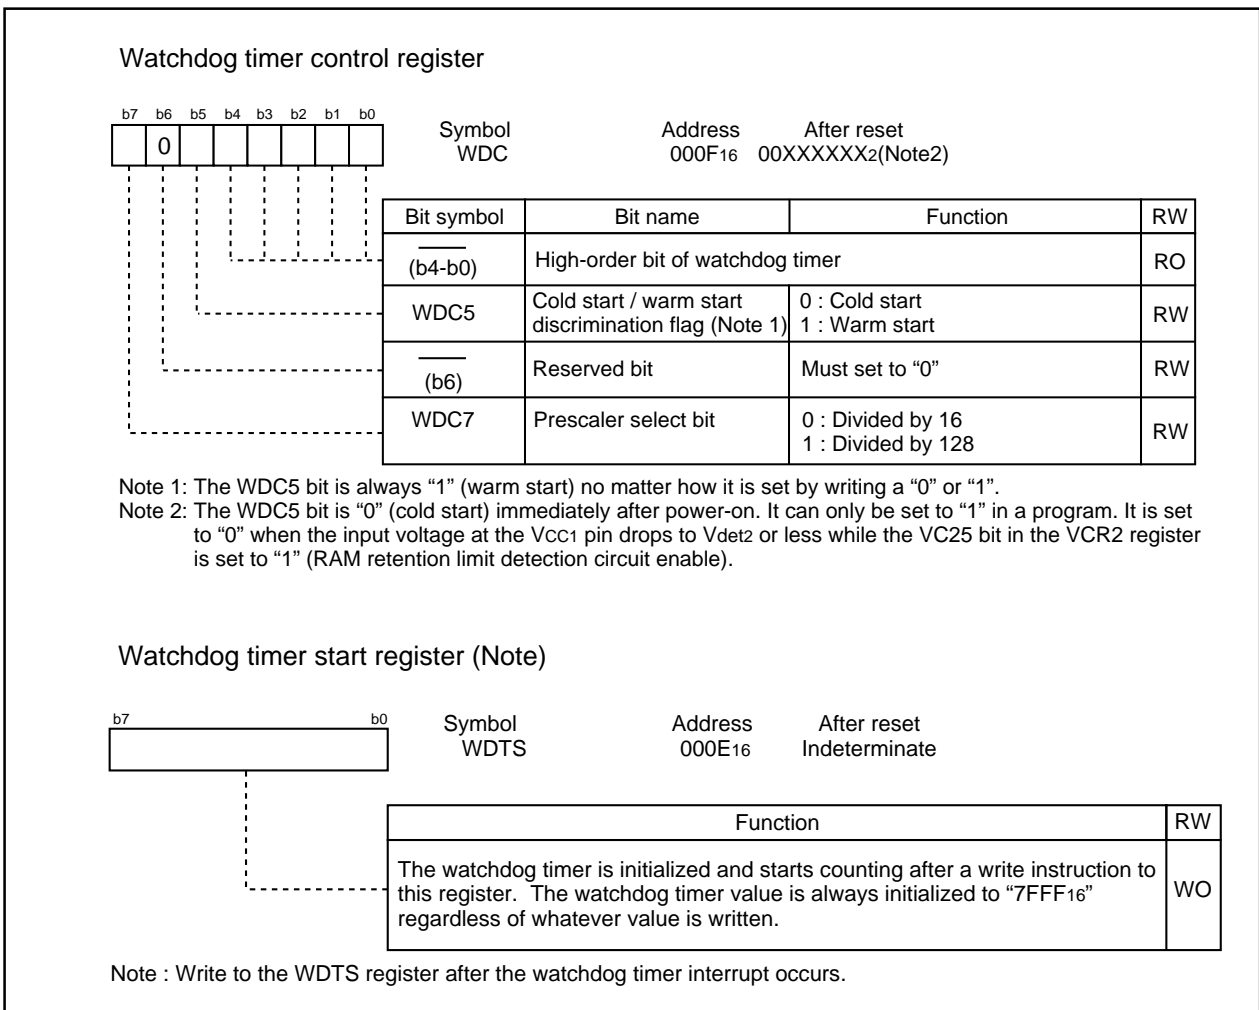 Watchdog timer control register
b7 b6 b5 b4 b3 b2 b1 b0
0
Symbol Address After reset
WDC 000F16 00XXXXXX2(Note2)
Bit symbol Bit name Function RW
(b4-b0) High-order bit of watchdog timer RO
WDC5 Cold start / warm start discrimination flag (Note 1) 0 : Cold start 1 : Warm start RW
(b6) Reserved bit Must set to “0” RW
WDC7 Prescaler select bit 0 : Divided by 16 1 : Divided by 128 RW
Note 1: The WDC5 bit is always “1” (warm start) no matter how it is set by writing a “0” or “1”.
Note 2: The WDC5 bit is “0” (cold start) immediately after power-on. It can only be set to “1” in a program. It is set
to “0” when the input voltage at the VCC1 pin drops to Vdet2 or less while the VC25 bit in the VCR2 register
is set to “1” (RAM retention limit detection circuit enable).
Watchdog timer start register (Note)
b7 b0
Symbol Address After reset
WDTS 000E16 Indeterminate
Function RW
The watchdog timer is initialized and starts counting after a write instruction to
this register. The watchdog timer value is always initialized to “7FFF16”
regardless of whatever value is written.
WO
Note : Write to the WDTS register after the watchdog timer interrupt occurs.